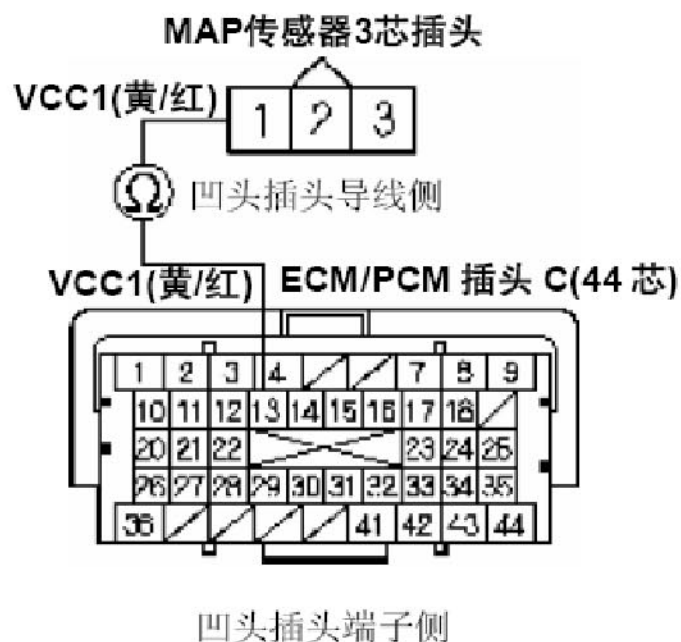 MAP传感器3芯插头
VCC1(黄/红)
1 2 3
凹头插头导线侧
Ω
VCC1(黄/红)
ECM/PCM 插头 C(44 芯)
1 2 3 4 7 8 9
10 11 12 13 14 15 16 17 18
20 21 22 23 24 25
26 27 28 29 30 31 32 33 34 35
36 41 42 43 44
凹头插头端子侧